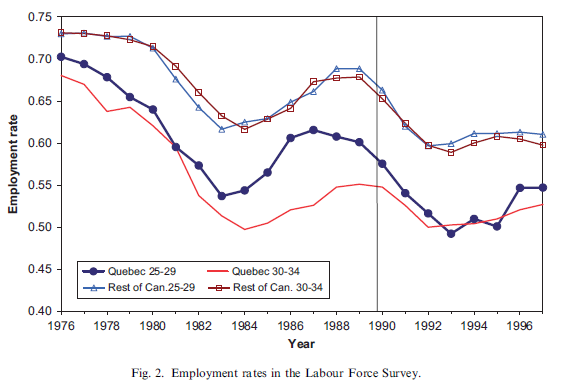 0.75
0.70
0.65
0.60
0.55
0.50
0.45
0.40
Employment rate
Quebec 25-29
Quebec 30-34
Rest of Can.25-29
Rest of Can. 30-34
1976 1978 1980 1982 1984 1986 1988 1990 1992 1994 1996
Year
Fig. 2. Employment rates in the Labour Force Survey.